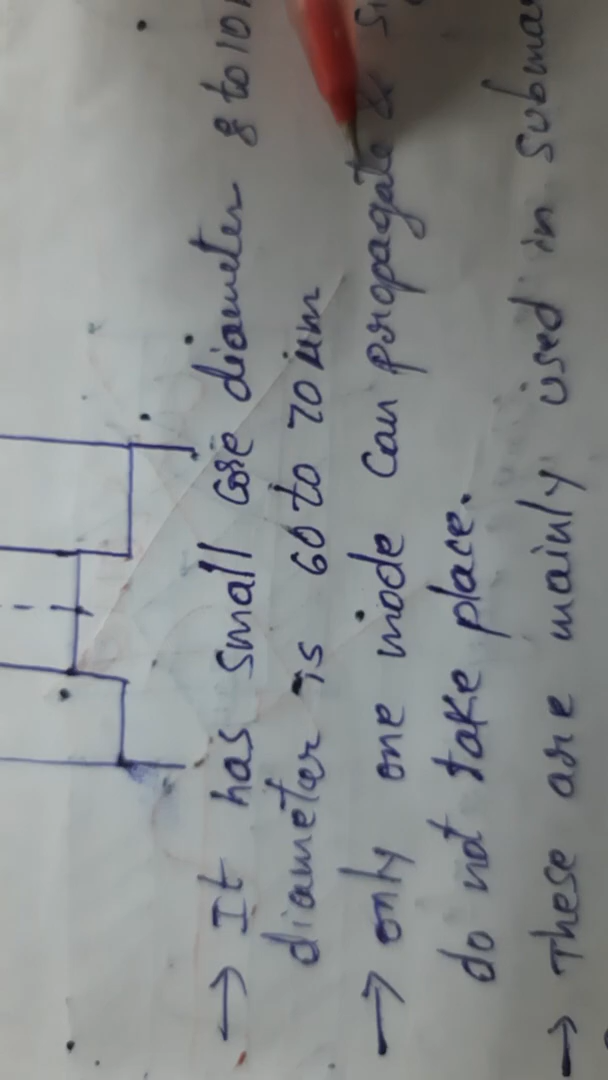 → It has small core diameter 8 to 10
diameter is 60 to 70 μm
→ only one mode can propagate &
do not take place.
→ These are mainly used in